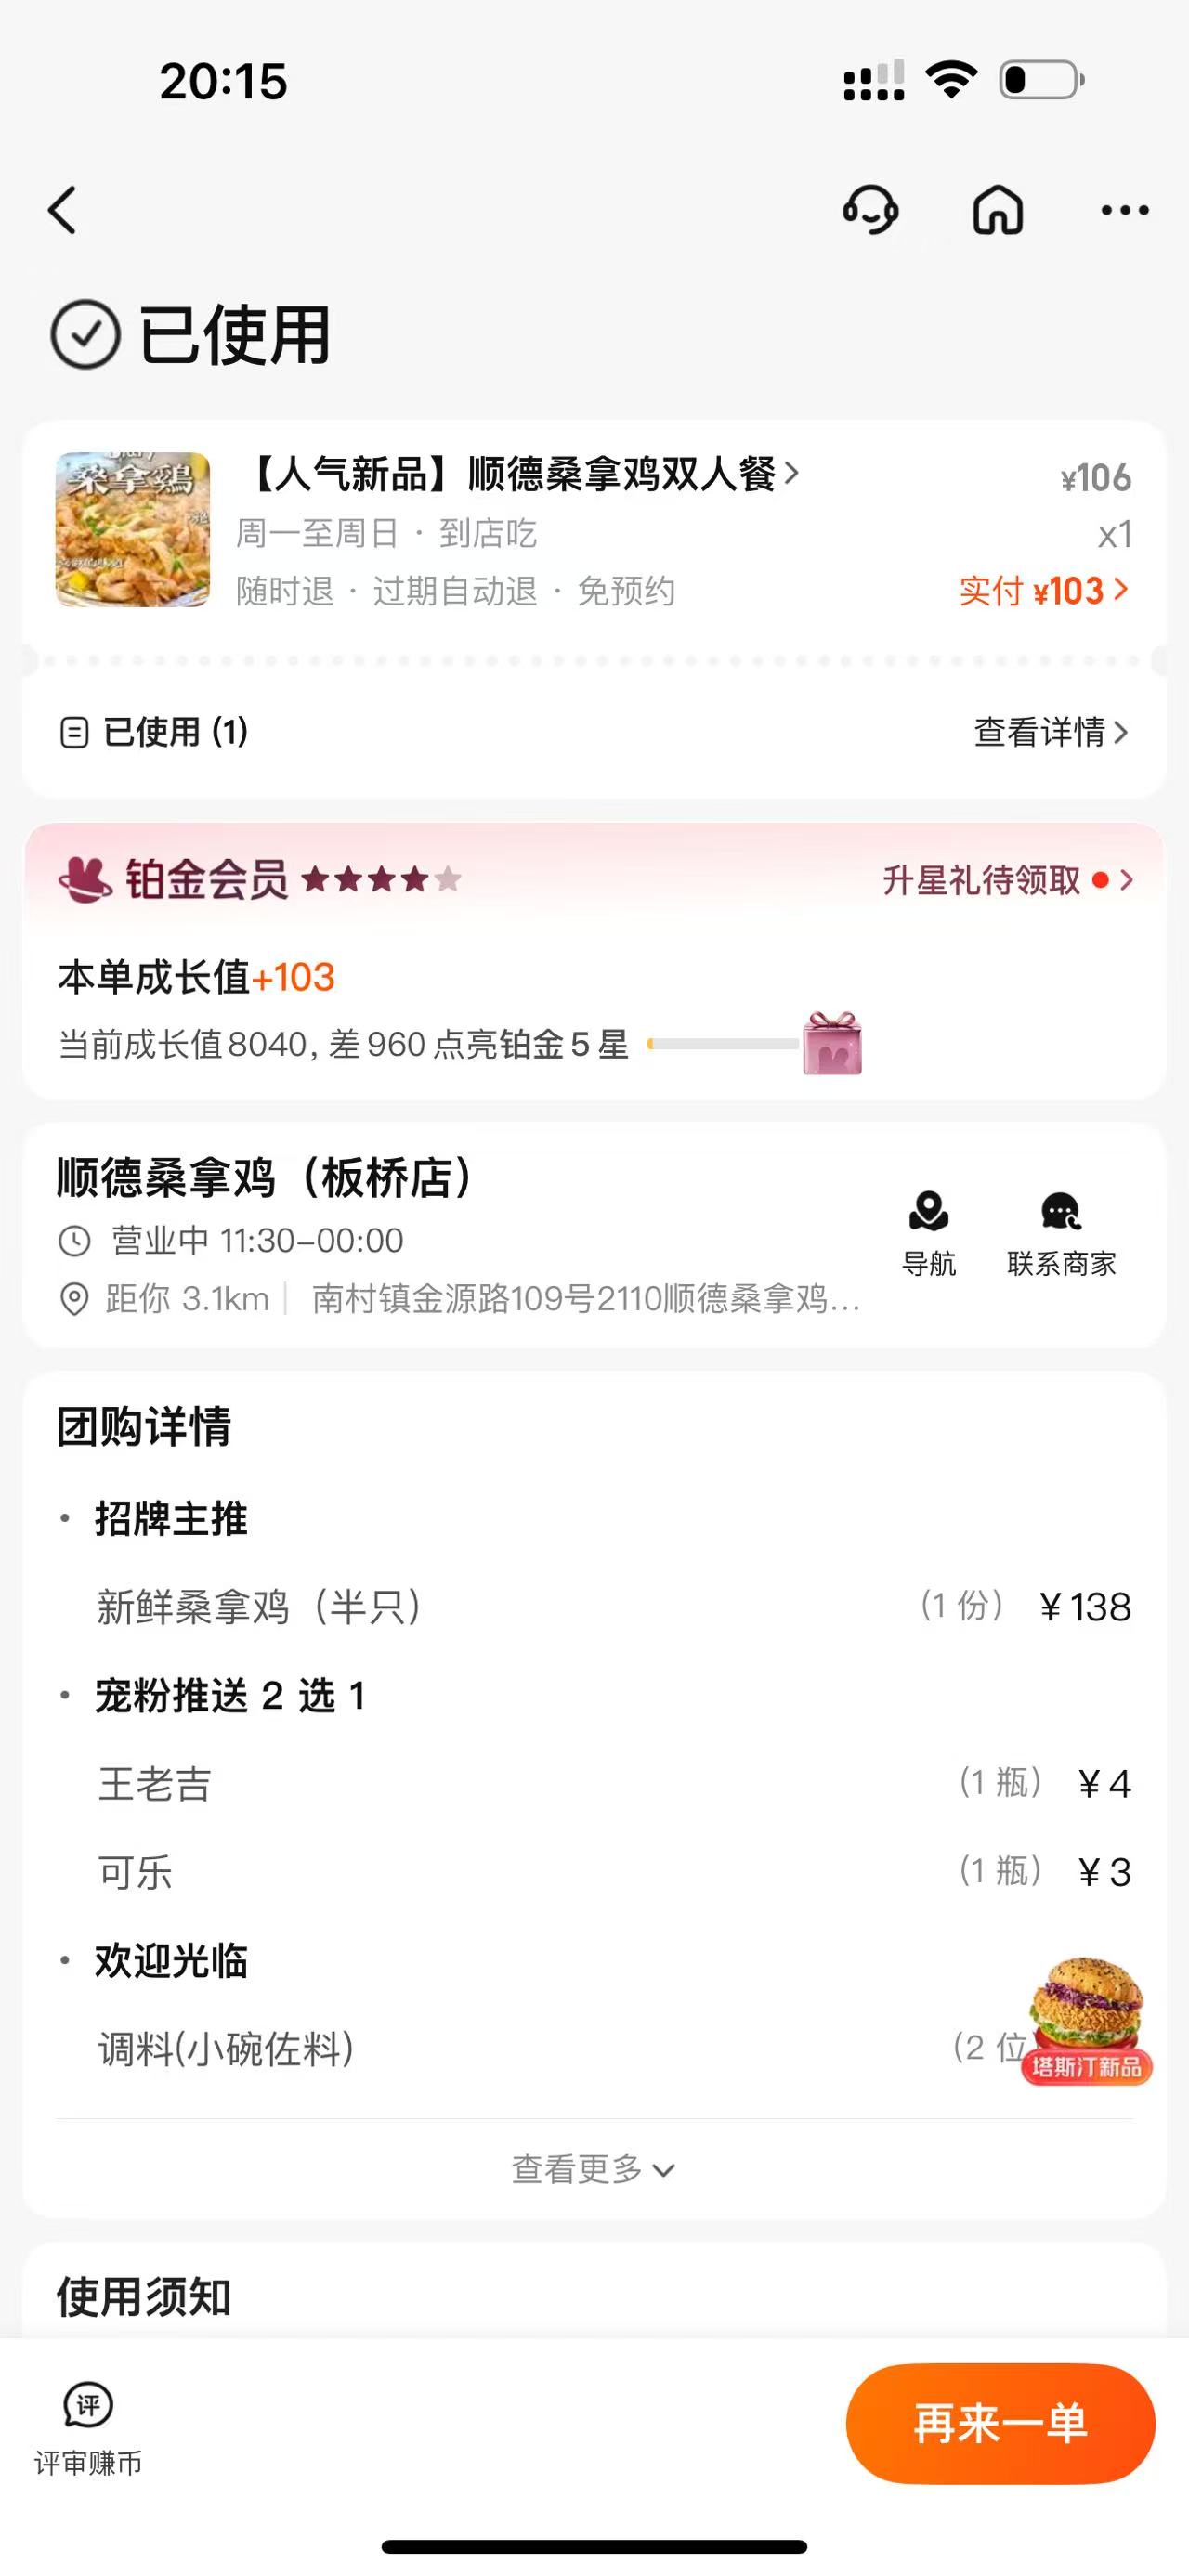 20:15
已使用
桑拿鷄
【人气新品】顺德桑拿鸡双人餐
¥106
周一至周日 · 到店吃
x1
随时退 · 过期自动退 · 免预约
实付 ¥103
已使用 (1)
查看详情
铂金会员
升星礼待领取
本单成长值+103
当前成长值8040, 差960点亮铂金5星
顺德桑拿鸡（板桥店）
营业中 11:30-00:00
距你 3.1km
南村镇金源路109号2110顺德桑拿鸡...
导航
联系商家
团购详情
· 招牌主推
新鲜桑拿鸡（半只）
（1 份） ¥138
· 宠粉推送 2 选 1
王老吉
（1 瓶） ¥4
可乐
（1 瓶） ¥3
· 欢迎光临
调料(小碗佐料)
（2 位
塔斯汀新品
查看更多
使用须知
评
评审赚币
再来一单